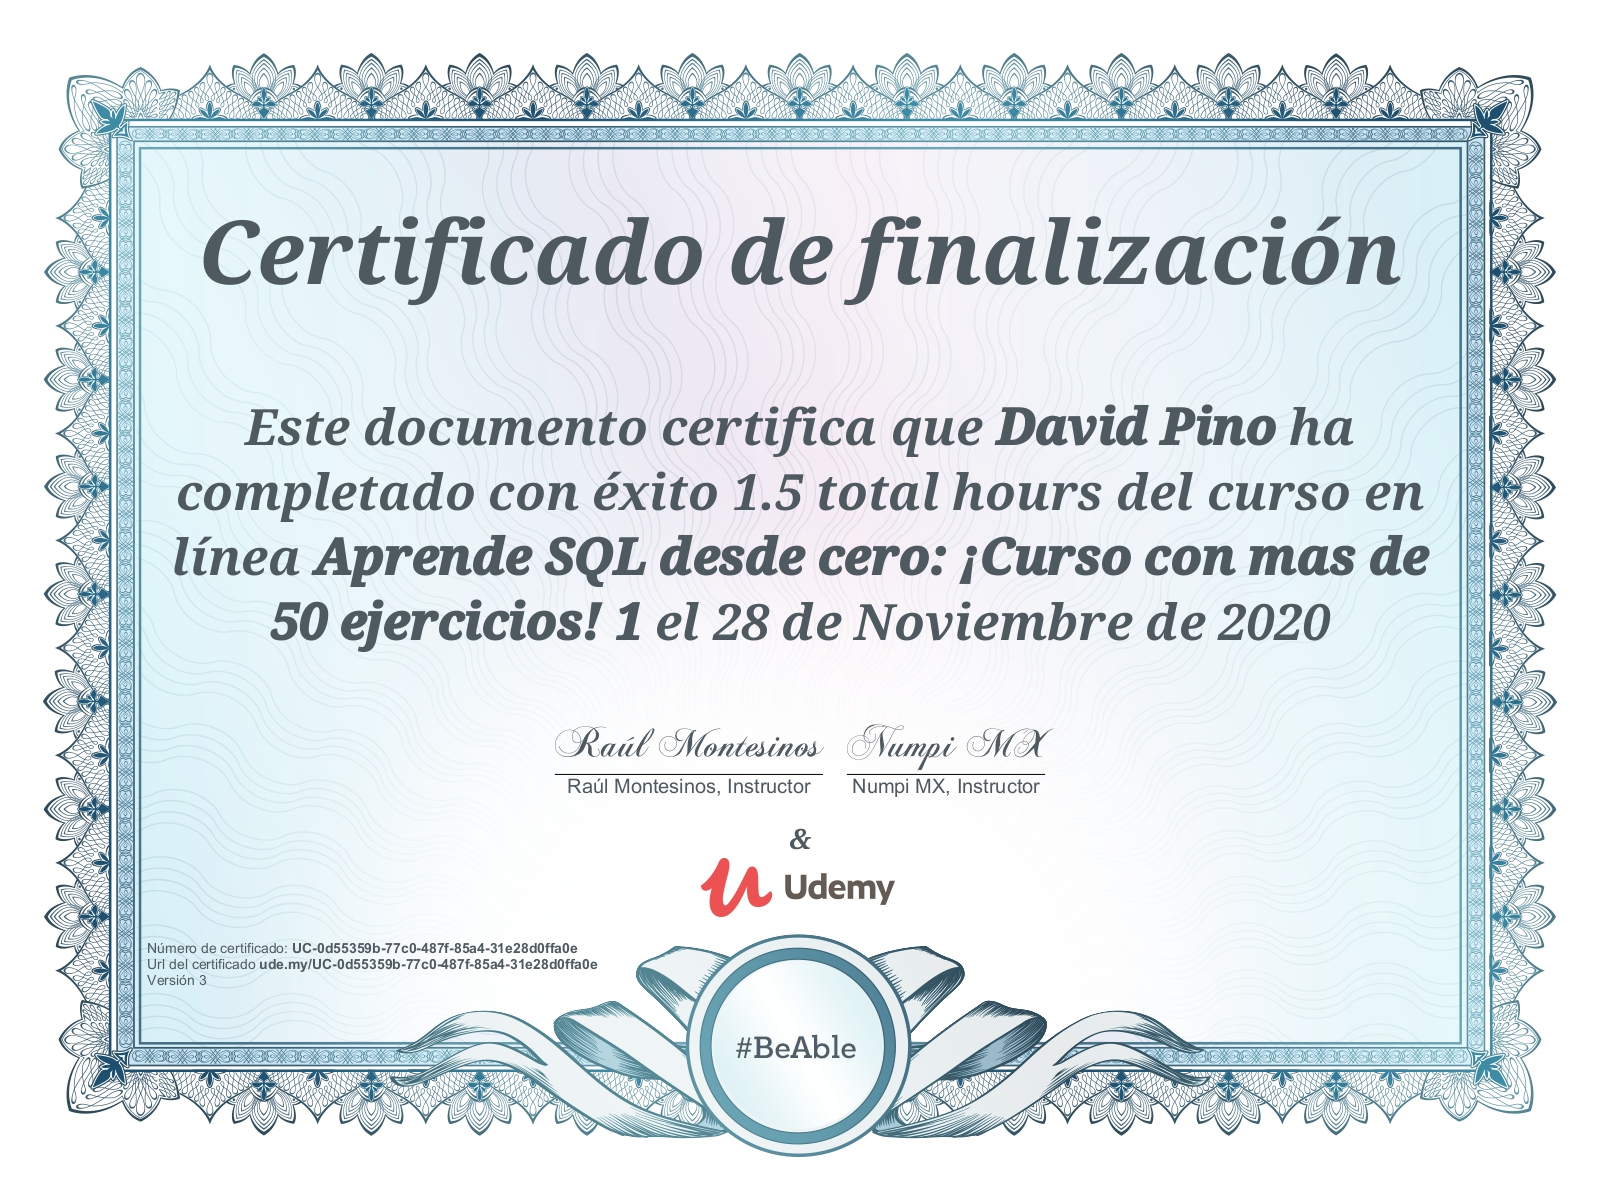 Certificado de finalización
Este documento certifica que David Pino ha
completado con éxito 1.5 total hours del curso en
línea Aprende SQL desde cero: ¡Curso con mas de
50 ejercicios! 1 el 28 de Noviembre de 2020
Raúl Montesinos Numpi MX
Raúl Montesinos, Instructor Numpi MX, Instructor
&
Udemy
Número de certificado: UC-0d55359b-77c0-487f-85a4-31e28d0ffa0e
Url del certificado ude.my/UC-0d55359b-77c0-487f-85a4-31e28d0ffa0e
Versión 3
#BeAble